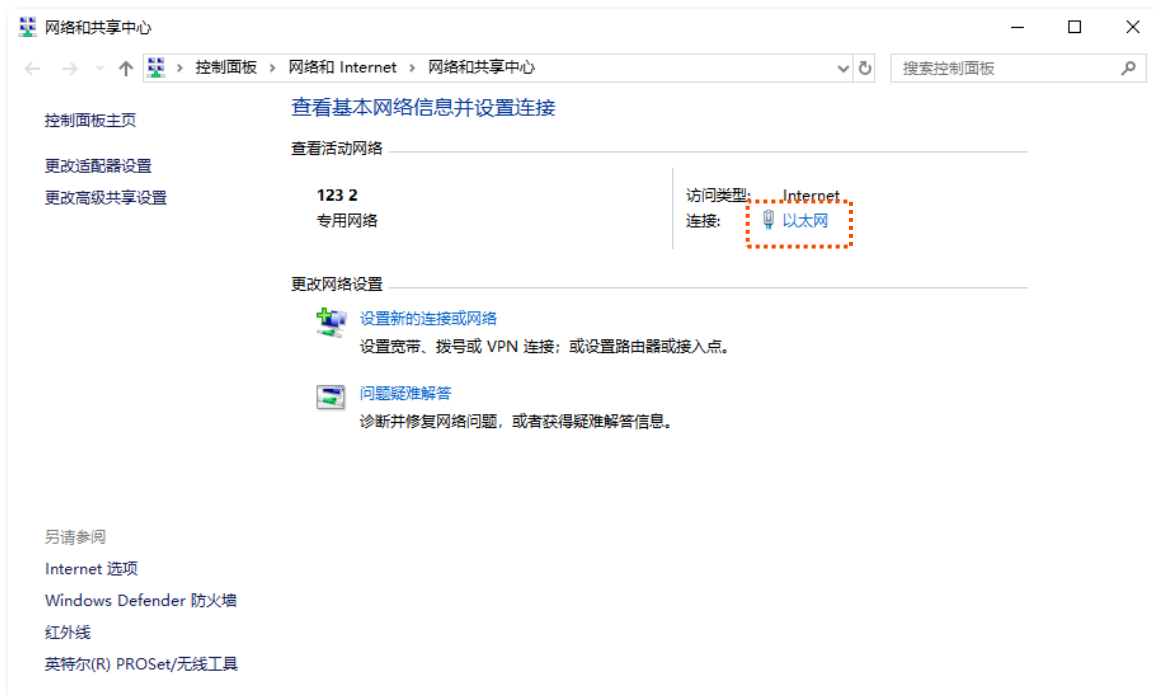 网络和共享中心
控制面板 › 网络和 Internet › 网络和共享中心
搜索控制面板
控制面板主页
更改适配器设置
更改高级共享设置
查看基本网络信息并设置连接
查看活动网络
123 2
专用网络
访问类型: Internet
连接: 以太网
更改网络设置
设置新的连接或网络
设置宽带、拨号或 VPN 连接；或设置路由器或接入点。
问题疑难解答
诊断并修复网络问题，或者获得疑难解答信息。
另请参阅
Internet 选项
Windows Defender 防火墙
红外线
英特尔(R) PROSet/无线工具